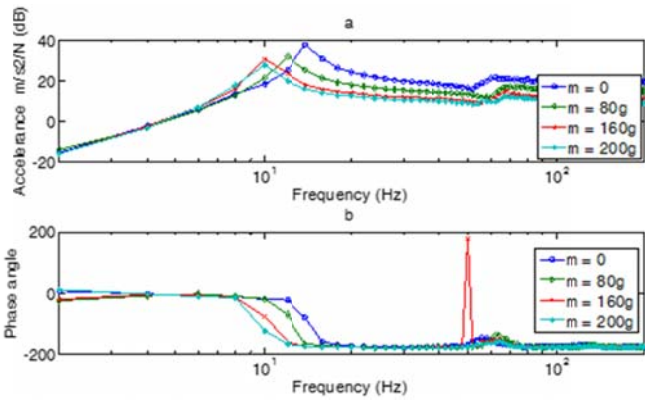 a
Accelerance m/s2/N (dB)
40
20
0
-20
m = 0
m = 80g
m = 160g
m = 200g
10^1
10^2
Frequency (Hz)
b
Phase angle
200
0
-200
m = 0
m = 80g
m = 160g
m = 200g
10^1
10^2
Frequency (Hz)